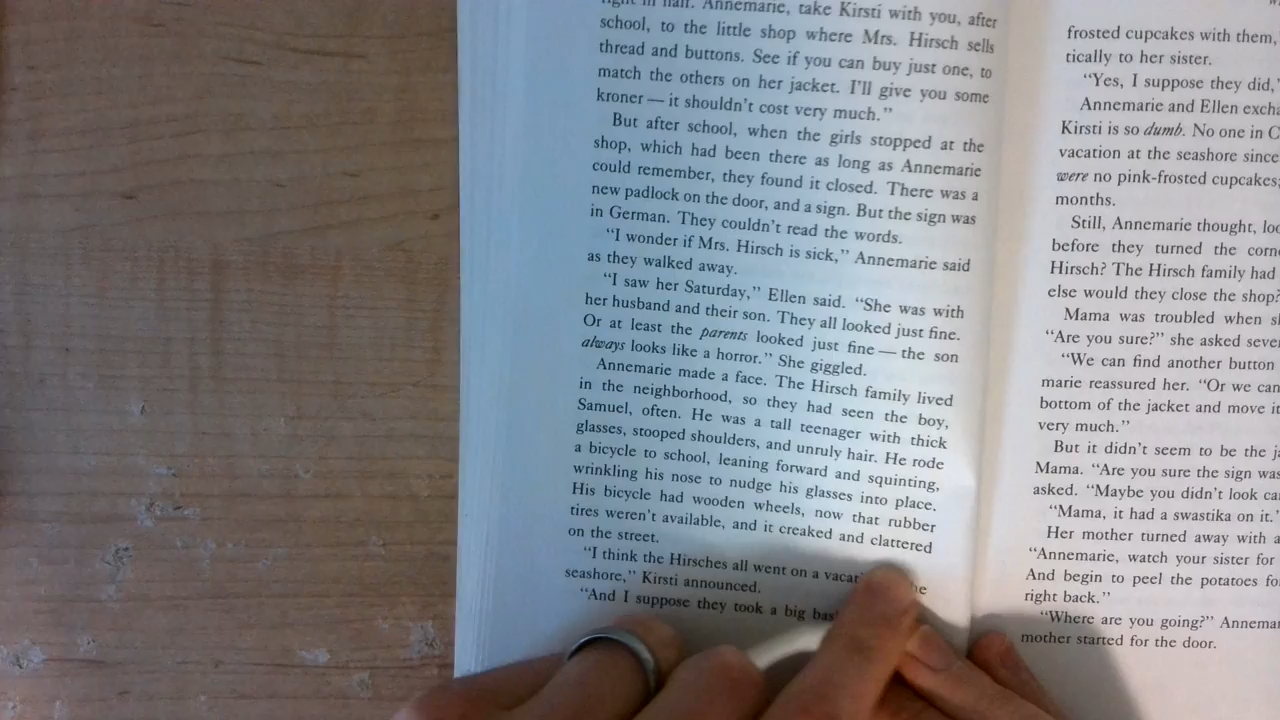 in half. Annemarie, take Kirsti with you, after
school, to the little shop where Mrs. Hirsch sells
thread and buttons. See if you can buy just one, to
match the others on her jacket. I'll give you some
kroner — it shouldn't cost very much.”
But after school, when the girls stopped at the
shop, which had been there as long as Annemarie
could remember, they found it closed. There was a
new padlock on the door, and a sign. But the sign was
in German. They couldn't read the words.
“I wonder if Mrs. Hirsch is sick,” Annemarie said
as they walked away.
“I saw her Saturday,” Ellen said. “She was with
her husband and their son. They all looked just fine.
Or at least the parents looked just fine — the son
always looks like a horror.” She giggled.
Annemarie made a face. The Hirsch family lived
in the neighborhood, so they had seen the boy,
Samuel, often. He was a tall teenager with thick
glasses, stooped shoulders, and unruly hair. He rode
a bicycle to school, leaning forward and squinting,
wrinkling his nose to nudge his glasses into place.
His bicycle had wooden wheels, now that rubber
tires weren't available, and it creaked and clattered
on the street.
“I think the Hirsches all went on a
seashore,” Kirsti announced.
“And I suppose they took a big
frosted cupcakes with them,
tically to her sister.
“Yes, I suppose they did,
Annemarie and Ellen
Kirsti is so dumb. No one in
vacation at the seashore since
were no pink-frosted cupcakes;
months.
Still, Annemarie thought,
before they turned the
Hirsch? The Hirsch family had
else would they close the shop?
Mama was troubled when
“Are you sure?” she asked
“We can find another button
marie reassured her. “Or we can
bottom of the jacket and move it
very much.”
But it didn't seem to be the
Mama. “Are you sure the sign was
asked. “Maybe you didn't look
“Mama, it had a swastika on it.
Her mother turned away with a
“Annemarie, watch your sister for
And begin to peel the potatoes
right back.”
“Where are you going?”
mother started for the door.